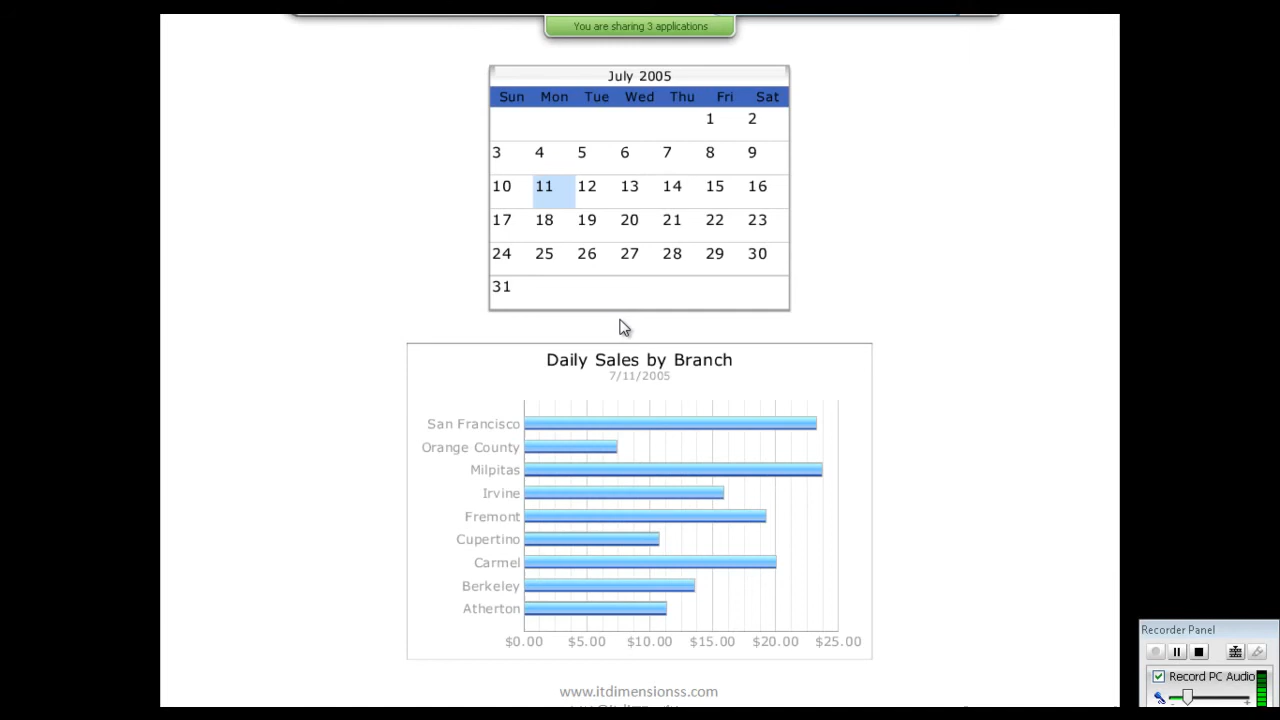 You are sharing 3 applications
July 2005
Sun Mon Tue Wed Thu Fri Sat
1 2
3 4 5 6 7 8 9
10 11 12 13 14 15 16
17 18 19 20 21 22 23
24 25 26 27 28 29 30
31
Daily Sales by Branch
7/11/2005
San Francisco
Orange County
Milpitas
Irvine
Fremont
Cupertino
Carmel
Berkeley
Atherton
$0.00 $5.00 $10.00 $15.00 $20.00 $25.00
www.itdimensionss.com
Recorder Panel
Record PC Audio